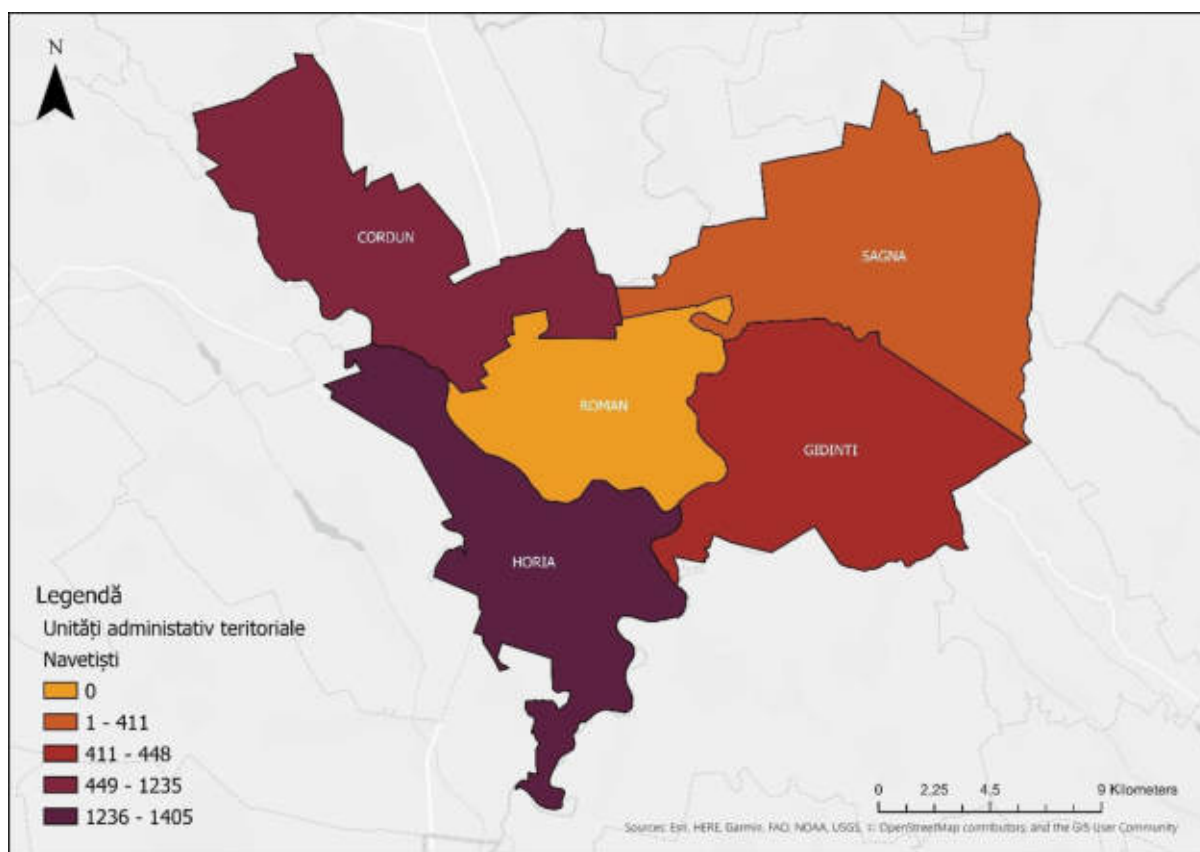 N
CORDUN
SAGNA
ROMAN
GIDINTI
HORIA
Legendă
Unități administativ teritoriale
Navetiști
0
1 - 411
411 - 448
449 - 1235
1236 - 1405
0 2,25 4,5 9 Kilometers
Sources: Esri, HERE, Garmin, FAO, NOAA, USGS, © OpenStreetMap contributors, and the GIS User Community